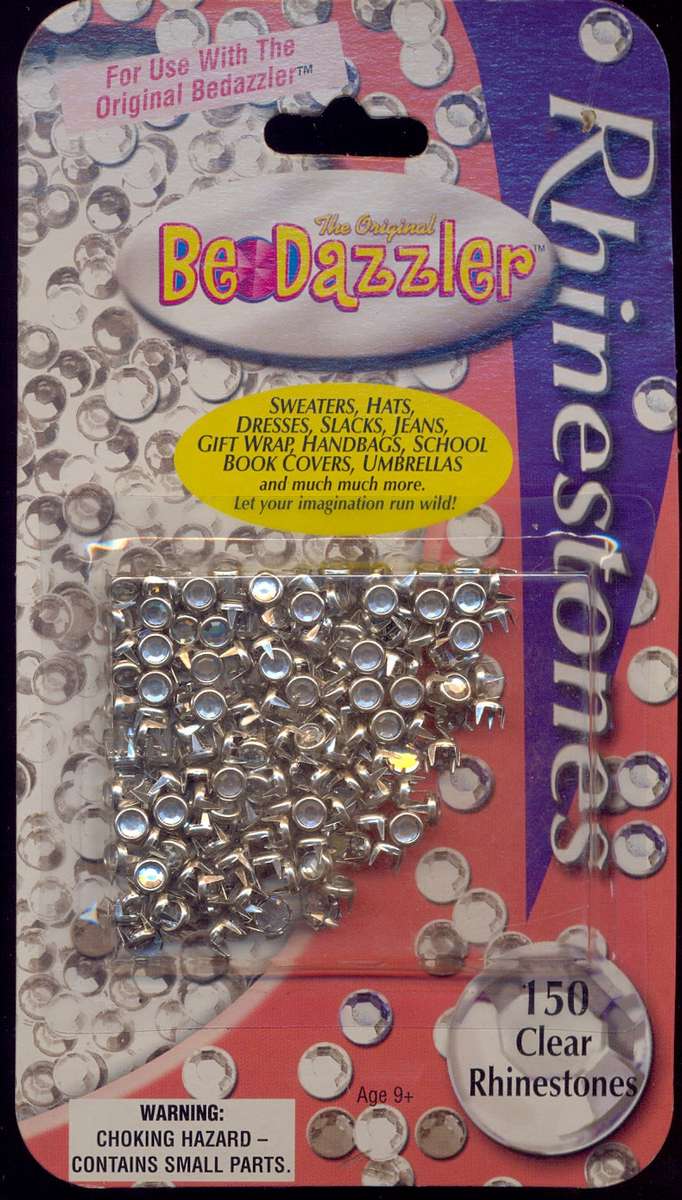 For Use With The
Original Bedazzler™
The Original
BeDazzler™
Rhinestones
SWEATERS, HATS,
DRESSES, SLACKS, JEANS,
GIFT WRAP, HANDBAGS, SCHOOL
BOOK COVERS, UMBRELLAS
and much much more.
Let your imagination run wild!
150
Clear
Rhinestones
Age 9+
WARNING:
CHOKING HAZARD –
CONTAINS SMALL PARTS.